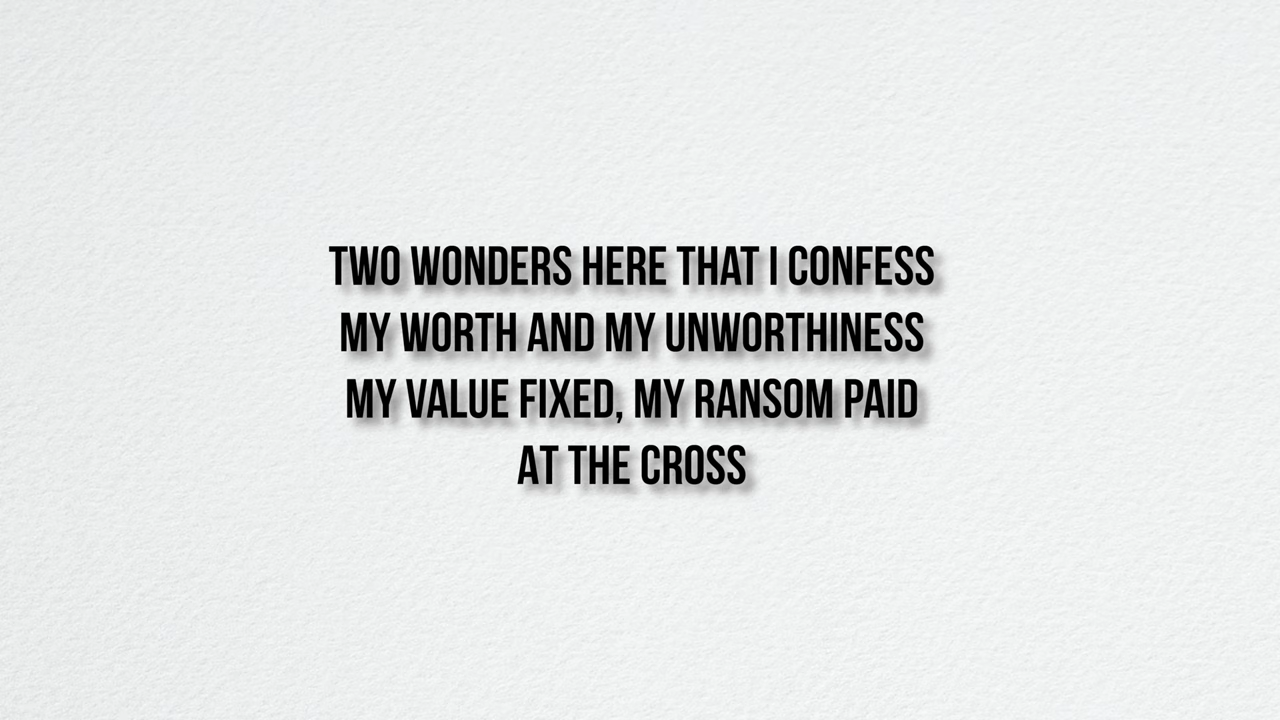 TWO WONDERS HERE THAT I CONFESS
MY WORTH AND MY UNWORTHINESS
MY VALUE FIXED, MY RANSOM PAID
AT THE CROSS